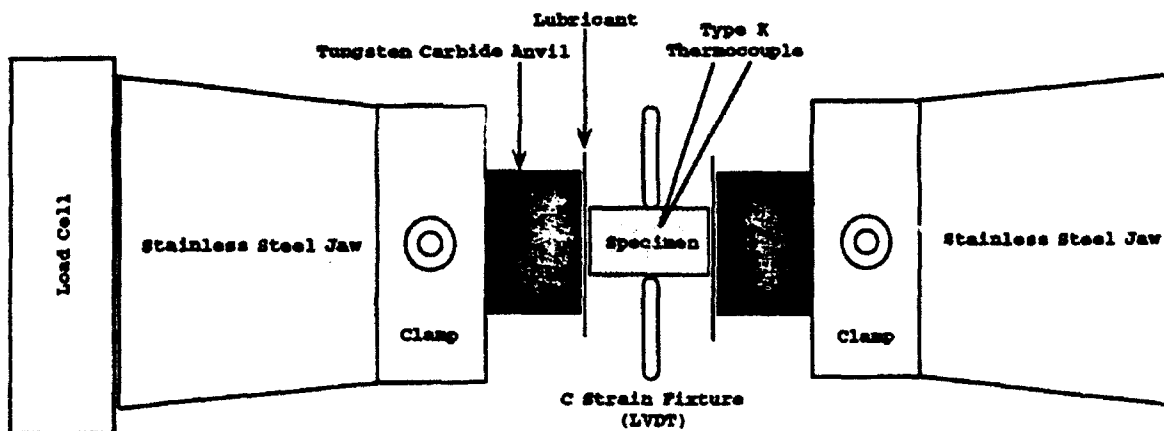 Lubricant
Type K
Thermocouple
Tungsten Carbide Anvil
Load Cell
Stainless Steel Jaw
Clamp
Specimen
Clamp
Stainless Steel Jaw
C Strain Fixture
(LVDT)